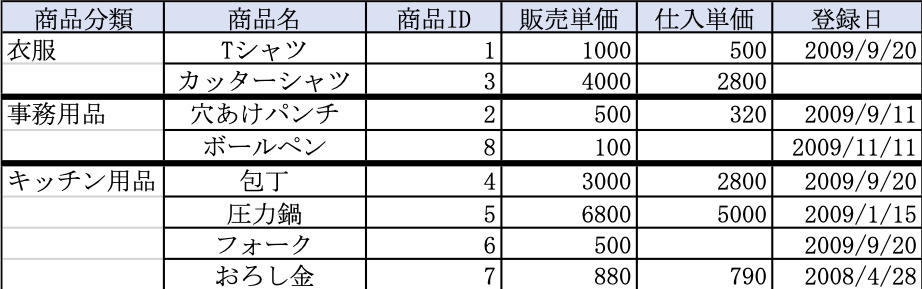 商品分類 商品名 商品ID 販売単価 仕入単価 登録日
衣服 Tシャツ 1 1000 500 2009/9/20
カッターシャツ 3 4000 2800
事務用品 穴あけパンチ 2 500 320 2009/9/11
ボールペン 8 100 2009/11/11
キッチン用品 包丁 4 3000 2800 2009/9/20
圧力鍋 5 6800 5000 2009/1/15
フォーク 6 500 2009/9/20
おろし金 7 880 790 2008/4/28